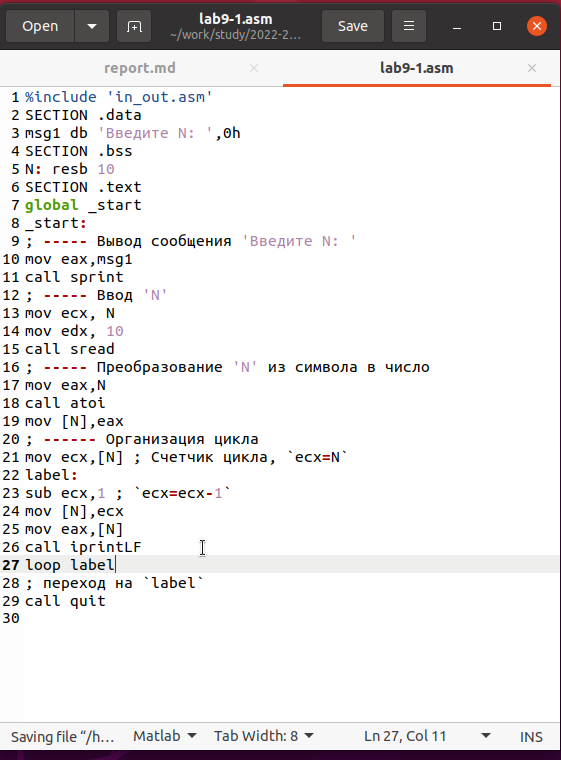 Open
lab9-1.asm
~/work/study/2022-2...
Save
report.md
lab9-1.asm
1 %include 'in_out.asm'
2 SECTION .data
3 msg1 db 'Введите N: ',0h
4 SECTION .bss
5 N: resb 10
6 SECTION .text
7 global _start
8 _start:
9 ; ----- Вывод сообщения 'Введите N: '
10 mov eax,msg1
11 call sprint
12 ; ----- Ввод 'N'
13 mov ecx, N
14 mov edx, 10
15 call sread
16 ; ----- Преобразование 'N' из символа в число
17 mov eax,N
18 call atoi
19 mov [N],eax
20 ; ------ Организация цикла
21 mov ecx,[N] ; Счетчик цикла, `ecx=N`
22 label:
23 sub ecx,1 ; `ecx=ecx-1`
24 mov [N],ecx
25 mov eax,[N]
26 call iprintLF
27 loop label
28 ; переход на `label`
29 call quit
30
Saving file “/h... Matlab Tab Width: 8 Ln 27, Col 11 INS